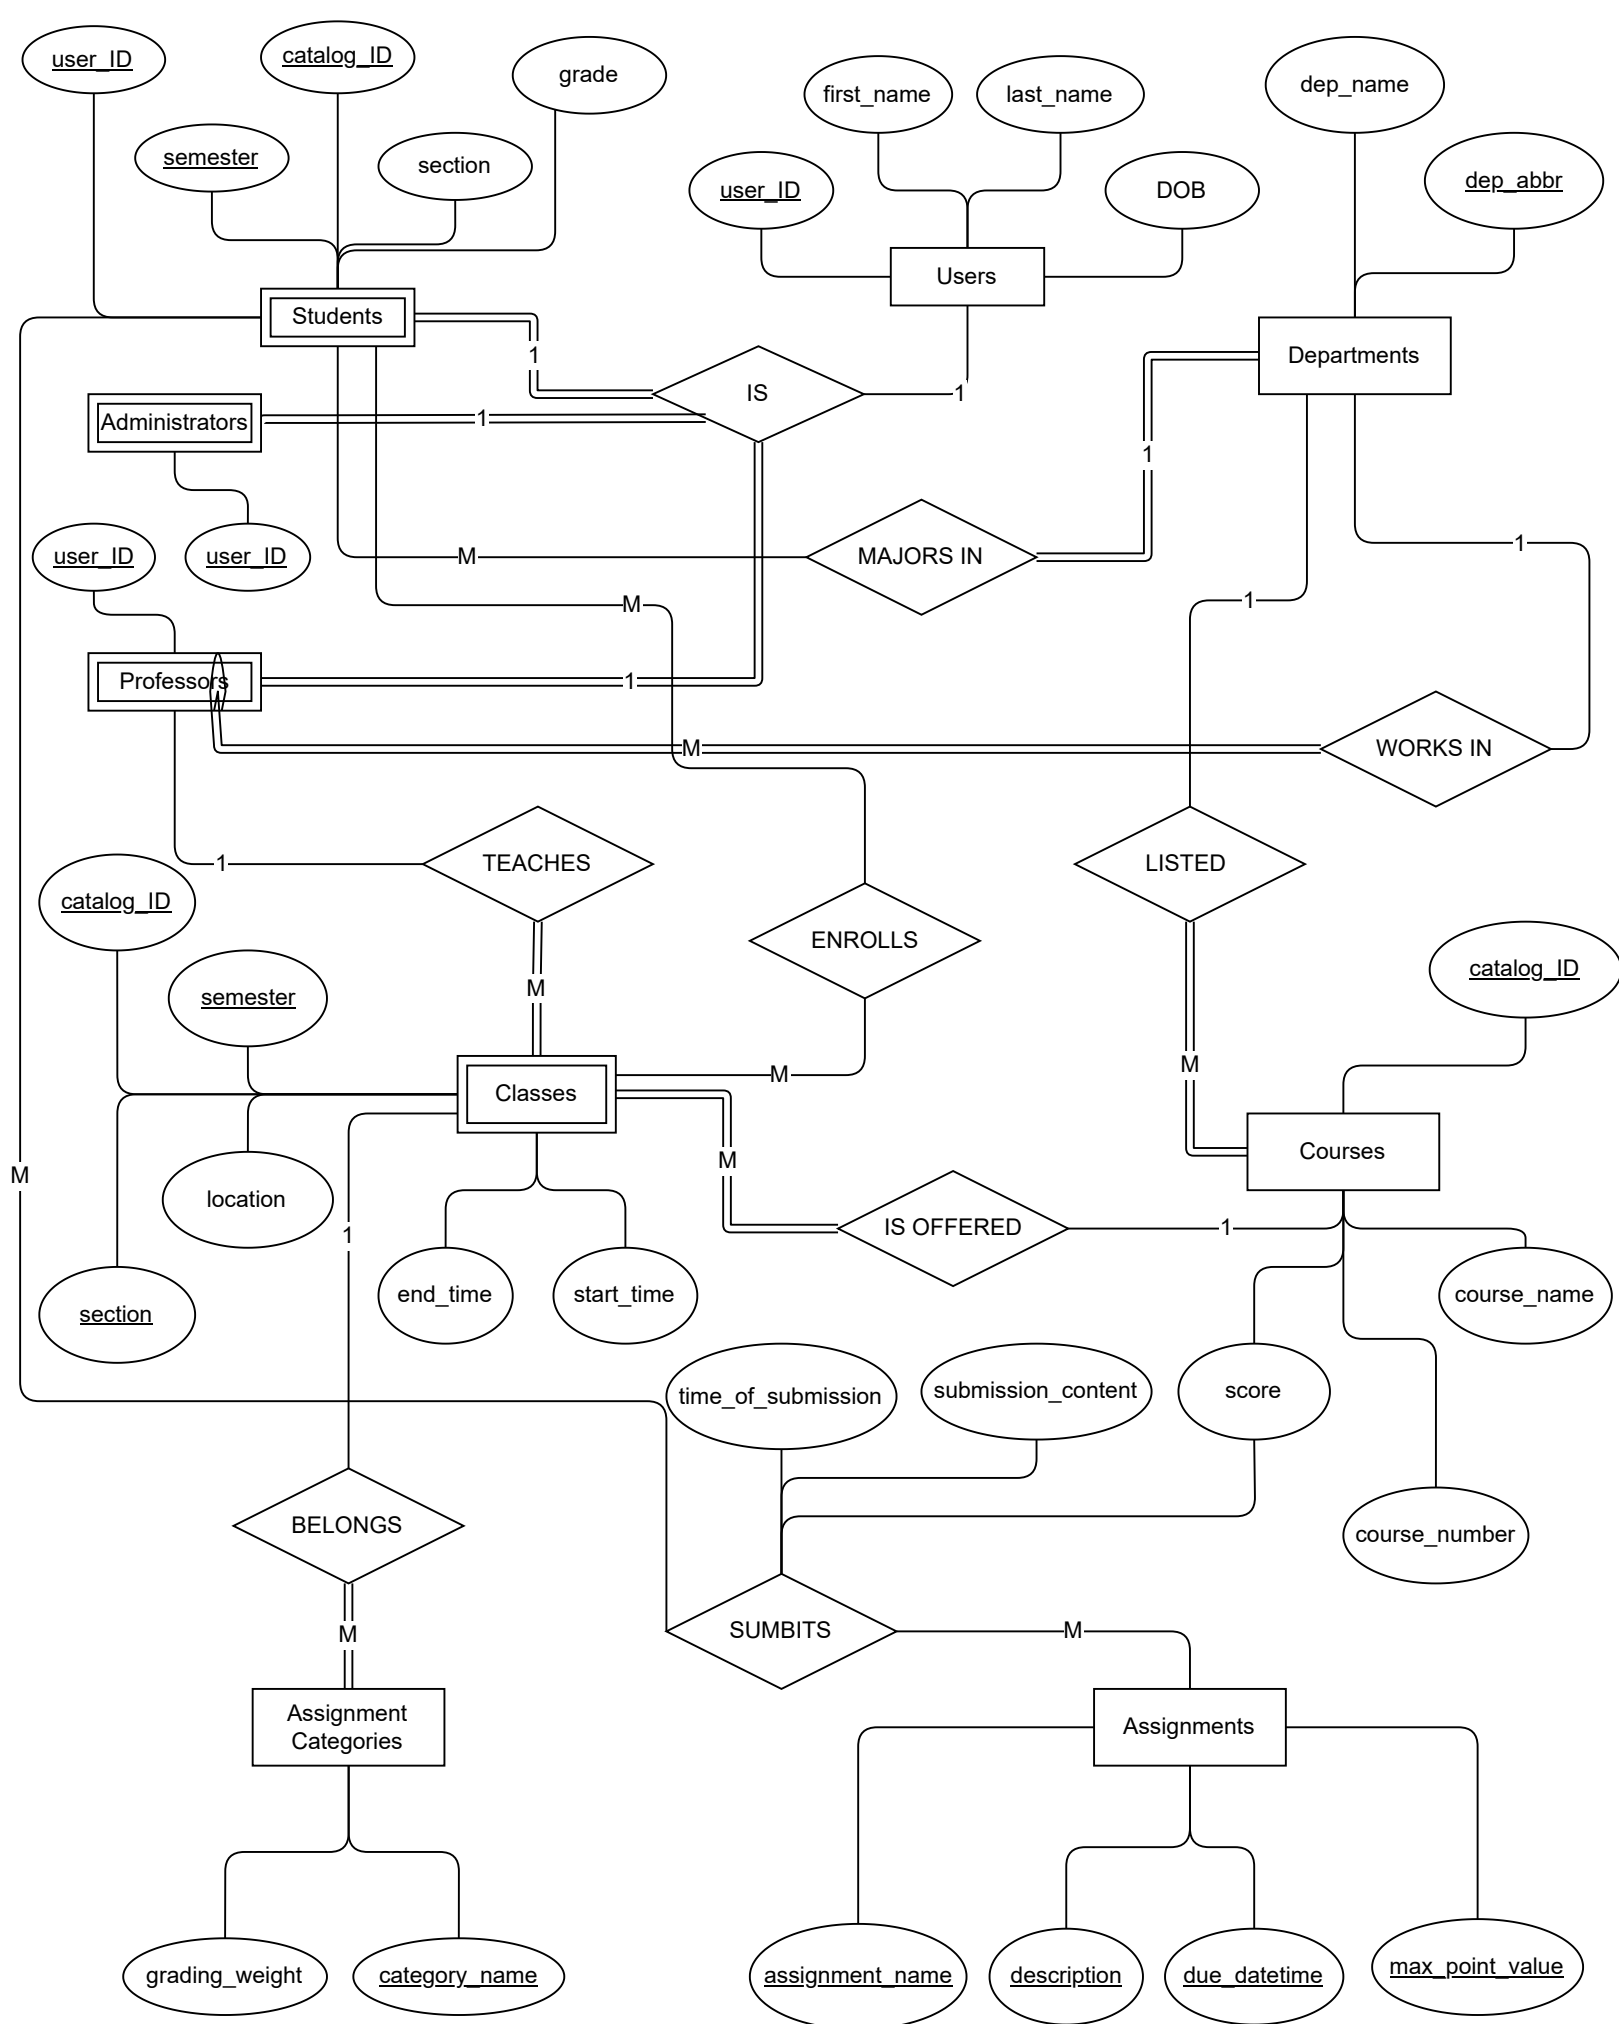 user_ID
catalog_ID
grade
first_name
last_name
dep_name
semester
section
user_ID
DOB
dep_abbr
Users
Students
1
Departments
IS
1
Administrators
1
1
user_ID
user_ID
M
MAJORS IN
1
1
M
Professors
1
M
WORKS IN
1
TEACHES
LISTED
catalog_ID
ENROLLS
catalog_ID
semester
M
M
M
Classes
Courses
M
M
location
1
IS OFFERED
1
section
end_time
start_time
course_name
time_of_submission
submission_content
score
BELONGS
course_number
M
SUMBITS
M
Assignment
Categories
Assignments
grading_weight
category_name
assignment_name
description
due_datetime
max_point_value